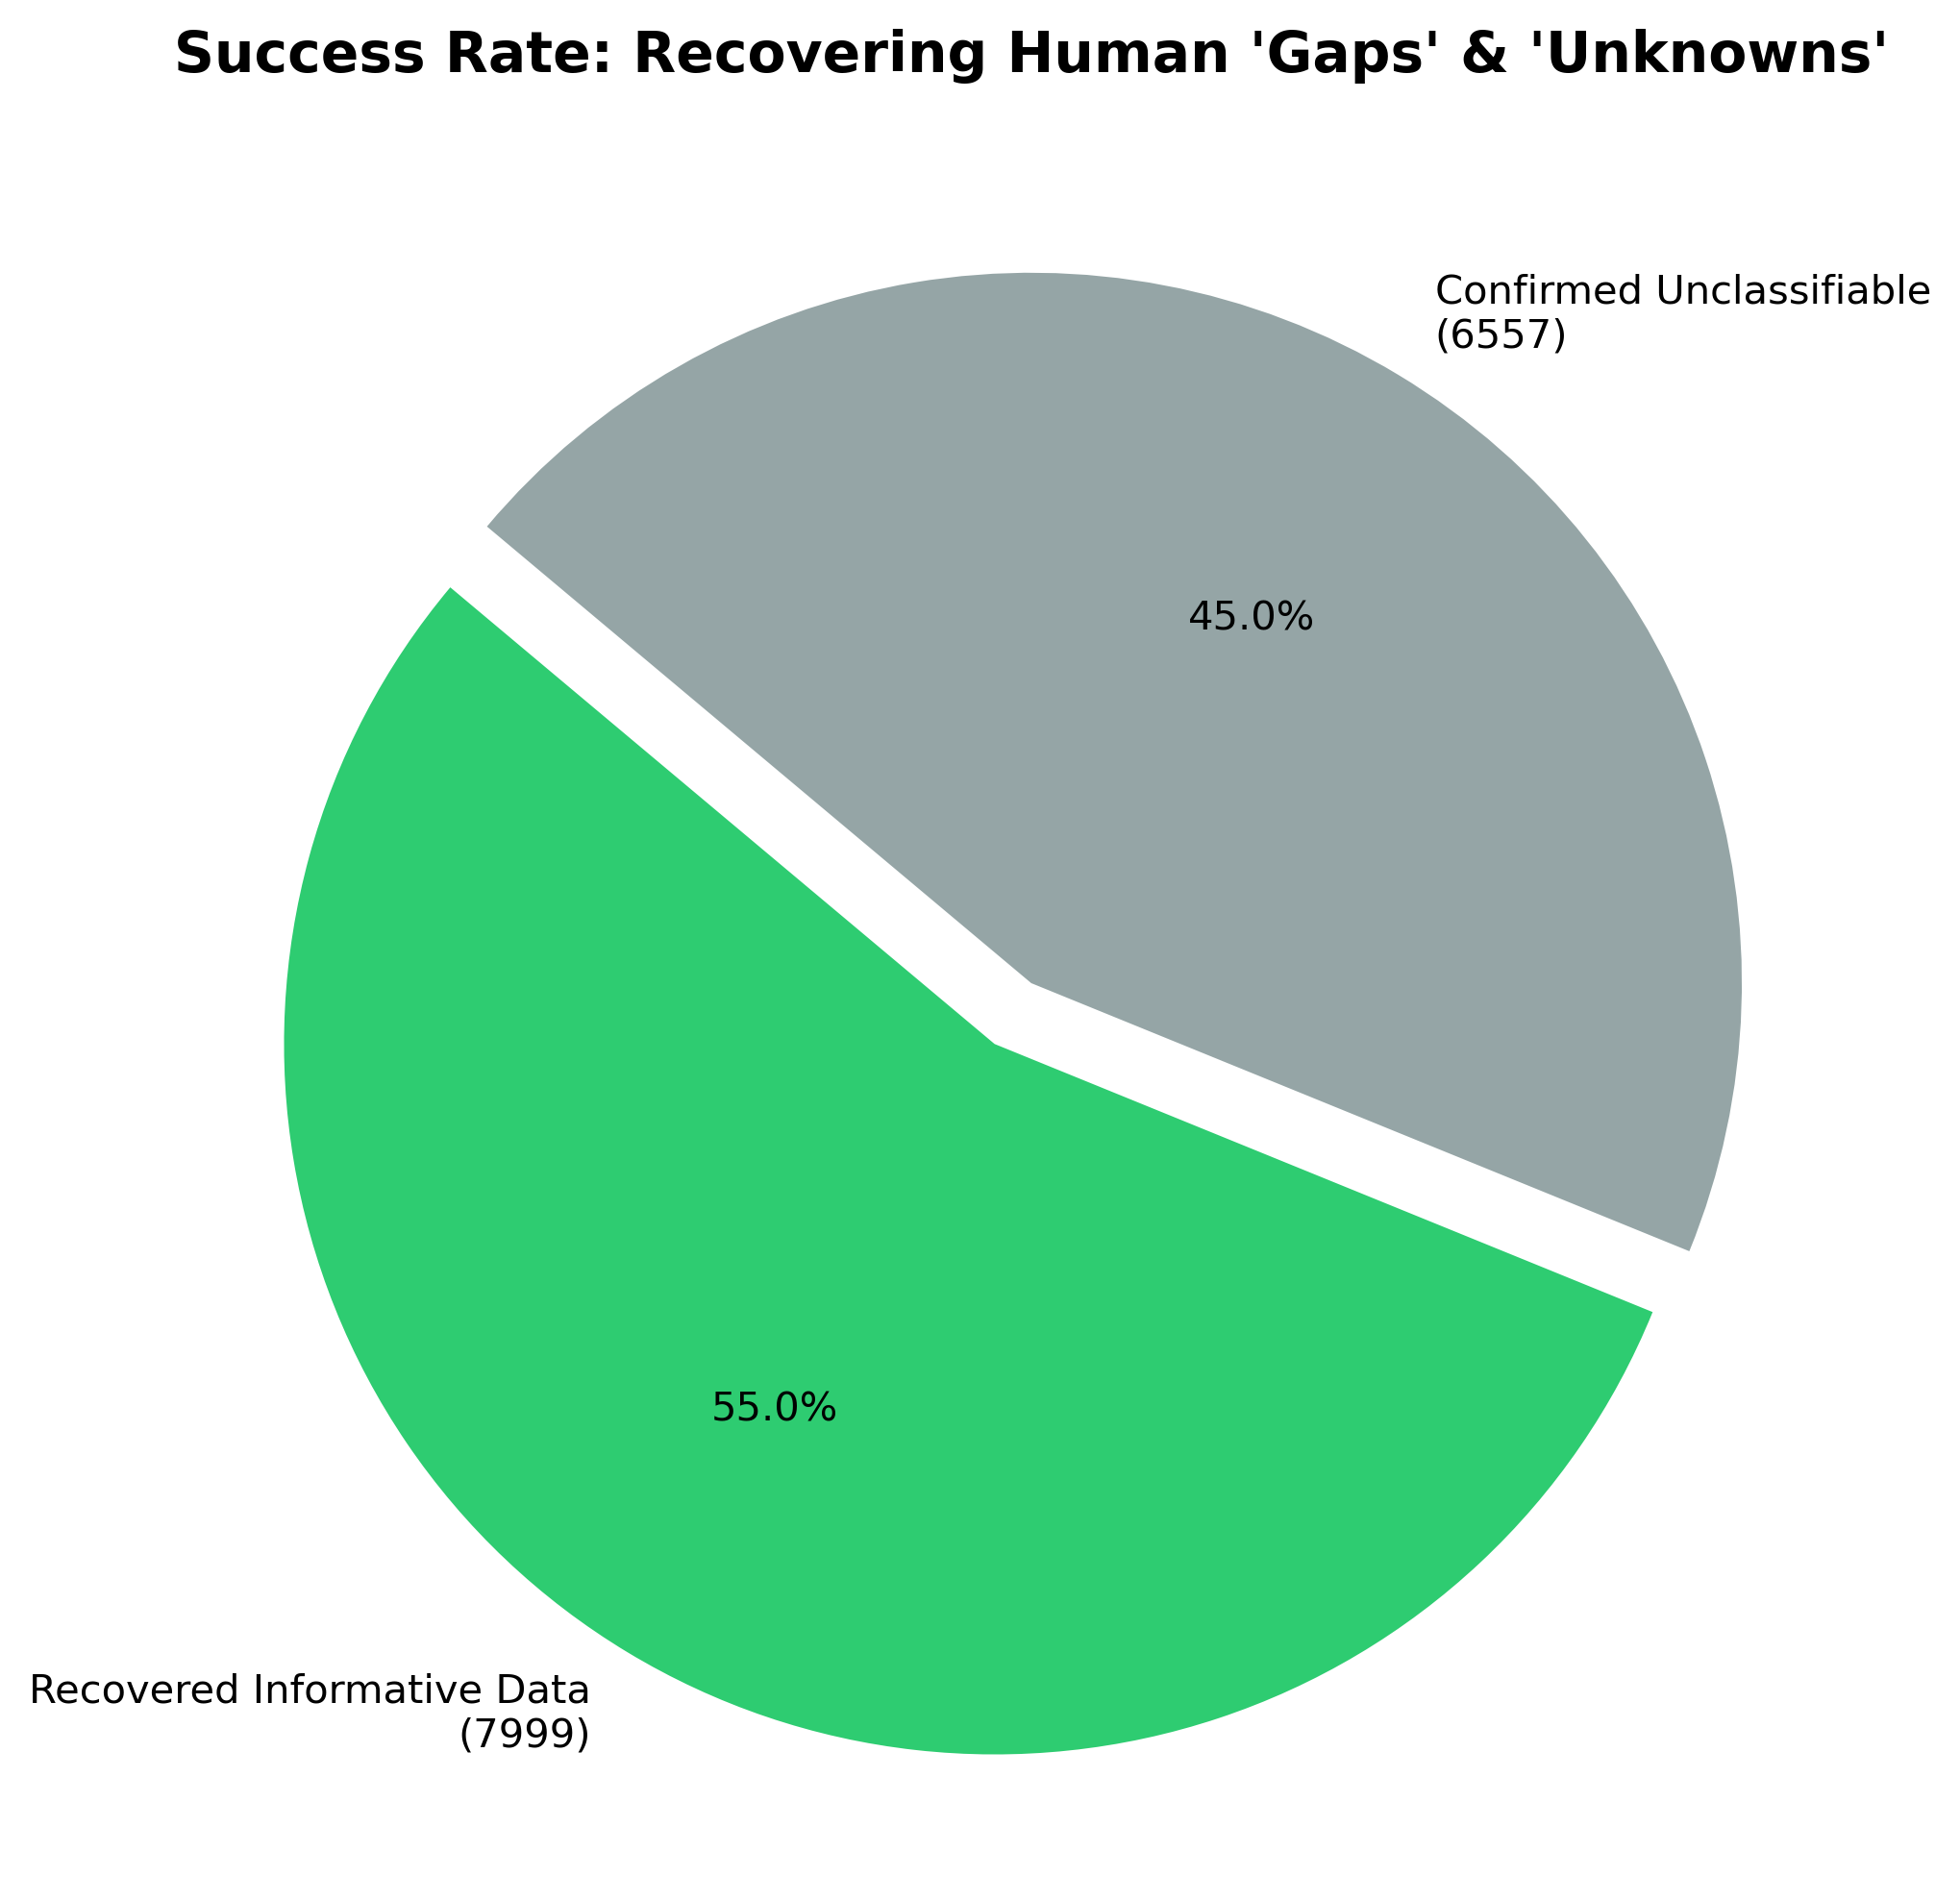 Success Rate: Recovering Human 'Gaps' & 'Unknowns'
Confirmed Unclassifiable
(6557)
45.0%
55.0%
Recovered Informative Data
(7999)